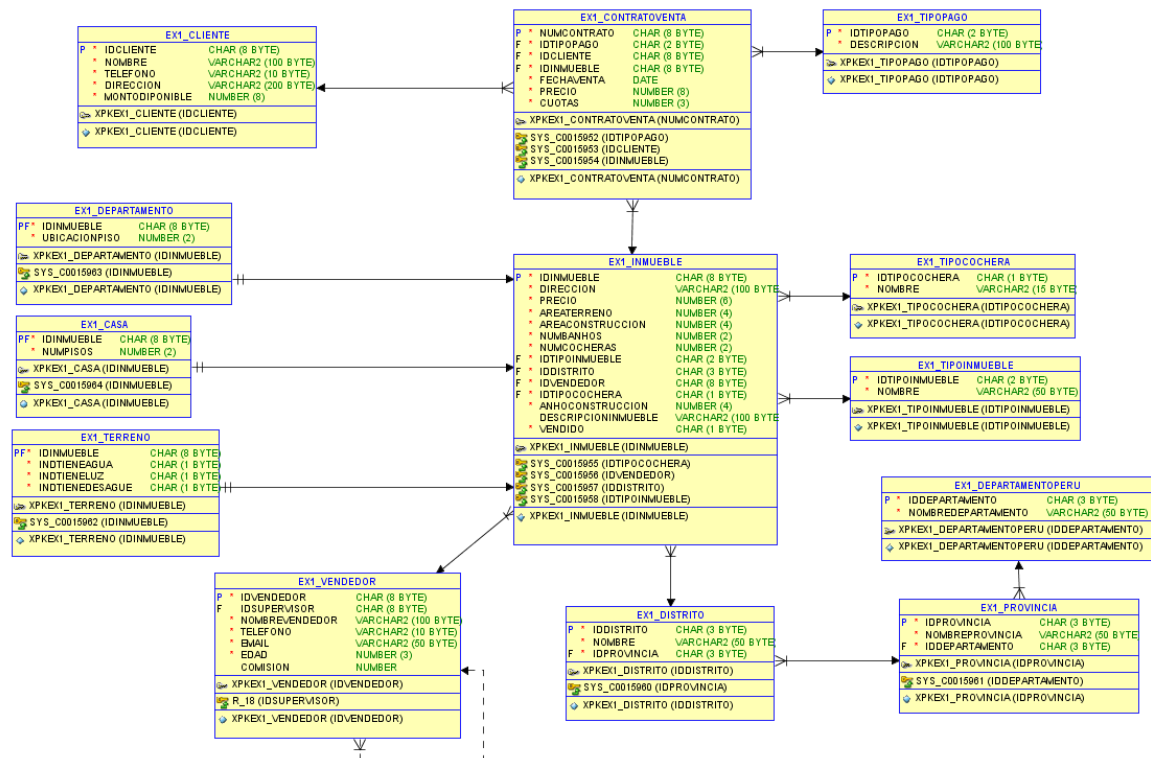 EX1_CLIENTE
P * IDCLIENTE CHAR (8 BYTE)
* NOMBRE VARCHAR2 (100 BYTE)
* TELEFONO VARCHAR2 (10 BYTE)
* DIRECCION VARCHAR2 (200 BYTE)
* MONTODIPONIBLE NUMBER (8)
XPKEX1_CLIENTE (IDCLIENTE)
XPKEX1_CLIENTE (IDCLIENTE)
EX1_CONTRATOVENTA
P * NUMCONTRATO CHAR (8 BYTE)
F * IDTIPOPAGO CHAR (2 BYTE)
F * IDCLIENTE CHAR (8 BYTE)
F * IDINMUEBLE CHAR (8 BYTE)
* FECHAVENTA DATE
* PRECIO NUMBER (8)
* CUOTAS NUMBER (3)
XPKEX1_CONTRATOVENTA (NUMCONTRATO)
SYS_C0015952 (IDTIPOPAGO)
SYS_C0015953 (IDCLIENTE)
SYS_C0015954 (IDINMUEBLE)
XPKEX1_CONTRATOVENTA (NUMCONTRATO)
EX1_TIPOPAGO
P * IDTIPOPAGO CHAR (2 BYTE)
* DESCRIPCION VARCHAR2 (100 BYTE
XPKEX1_TIPOPAGO (IDTIPOPAGO)
XPKEX1_TIPOPAGO (IDTIPOPAGO)
EX1_DEPARTAMENTO
PF* IDINMUEBLE CHAR (8 BYTE)
* UBICACIONPISO NUMBER (2)
XPKEX1_DEPARTAMENTO (IDINMUEBLE)
SYS_C0015963 (IDINMUEBLE)
XPKEX1_DEPARTAMENTO (IDINMUEBLE)
EX1_CASA
PF* IDINMUEBLE CHAR (8 BYTE)
* NUMPISOS NUMBER (2)
XPKEX1_CASA (IDINMUEBLE)
SYS_C0015964 (IDINMUEBLE)
XPKEX1_CASA (IDINMUEBLE)
EX1_TERRENO
PF* IDINMUEBLE CHAR (8 BYTE)
* INDTIENEAGUA CHAR (1 BYTE)
* INDTIENELUZ CHAR (1 BYTE)
* INDTIENEDESAGUE CHAR (1 BYTE)
XPKEX1_TERRENO (IDINMUEBLE)
SYS_C0015962 (IDINMUEBLE)
XPKEX1_TERRENO (IDINMUEBLE)
EX1_INMUEBLE
P * IDINMUEBLE CHAR (8 BYTE)
* DIRECCION VARCHAR2 (100 BYTE
* PRECIO NUMBER (6)
* AREATERRENO NUMBER (4)
* AREACONSTRUCCION NUMBER (4)
* NUMBANHOS NUMBER (2)
* NUMCOCHERAS NUMBER (2)
F * IDTIPOINMUEBLE CHAR (2 BYTE)
F * IDDISTRITO CHAR (3 BYTE)
F * IDVENDEDOR CHAR (8 BYTE)
F * IDTIPOCOCHERA CHAR (1 BYTE)
* ANHOCONSTRUCCION NUMBER (4)
DESCRIPCIONINMUEBLE VARCHAR2 (100 BYTE
* VENDIDO CHAR (1 BYTE)
XPKEX1_INMUEBLE (IDINMUEBLE)
SYS_C0015955 (IDTIPOCOCHERA)
SYS_C0015956 (IDVENDEDOR)
SYS_C0015957 (IDDISTRITO)
SYS_C0015958 (IDTIPOINMUEBLE)
XPKEX1_INMUEBLE (IDINMUEBLE)
EX1_TIPOCOCHERA
P * IDTIPOCOCHERA CHAR (1 BYTE)
* NOMBRE VARCHAR2 (15 BYTE
XPKEX1_TIPOCOCHERA (IDTIPOCOCHERA)
XPKEX1_TIPOCOCHERA (IDTIPOCOCHERA)
EX1_TIPOINMUEBLE
P * IDTIPOINMUEBLE CHAR (2 BYTE)
* NOMBRE VARCHAR2 (50 BYTE)
XPKEX1_TIPOINMUEBLE (IDTIPOINMUEBLE)
XPKEX1_TIPOINMUEBLE (IDTIPOINMUEBLE)
EX1_DEPARTAMENTOPERU
P * IDDEPARTAMENTO CHAR (3 BYTE)
* NOMBREDEPARTAMENTO VARCHAR2 (50 BYTE)
XPKEX1_DEPARTAMENTOPERU (IDDEPARTAMENTO)
XPKEX1_DEPARTAMENTOPERU (IDDEPARTAMENTO)
EX1_VENDEDOR
P * IDVENDEDOR CHAR (8 BYTE)
F IDSUPERVISOR CHAR (8 BYTE)
* NOMBREVENDEDOR VARCHAR2 (100 BYTE)
* TELEFONO VARCHAR2 (10 BYTE)
* EMAIL VARCHAR2 (50 BYTE)
* EDAD NUMBER (3)
COMISION NUMBER
XPKEX1_VENDEDOR (IDVENDEDOR)
R_18 (IDSUPERVISOR)
XPKEX1_VENDEDOR (IDVENDEDOR)
EX1_DISTRITO
P * IDDISTRITO CHAR (3 BYTE)
* NOMBRE VARCHAR2 (50 BYTE
F * IDPROVINCIA CHAR (3 BYTE)
XPKEX1_DISTRITO (IDDISTRITO)
SYS_C0015960 (IDPROVINCIA)
XPKEX1_DISTRITO (IDDISTRITO)
EX1_PROVINCIA
P * IDPROVINCIA CHAR (3 BYTE)
* NOMBREPROVINCIA VARCHAR2 (50 BYTE
F * IDDEPARTAMENTO CHAR (3 BYTE)
XPKEX1_PROVINCIA (IDPROVINCIA)
SYS_C0015961 (IDDEPARTAMENTO)
XPKEX1_PROVINCIA (IDPROVINCIA)